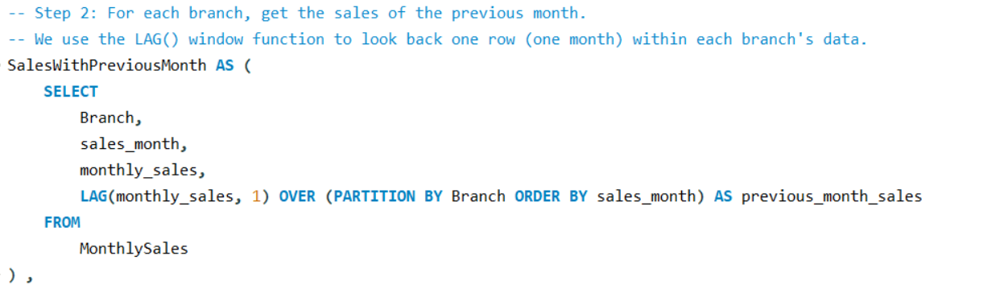 -- Step 2: For each branch, get the sales of the previous month.
-- We use the LAG() window function to look back one row (one month) within each branch's data.
SalesWithPreviousMonth AS (
    SELECT
        Branch,
        sales_month,
        monthly_sales,
        LAG(monthly_sales, 1) OVER (PARTITION BY Branch ORDER BY sales_month) AS previous_month_sales
    FROM
        MonthlySales
) ,